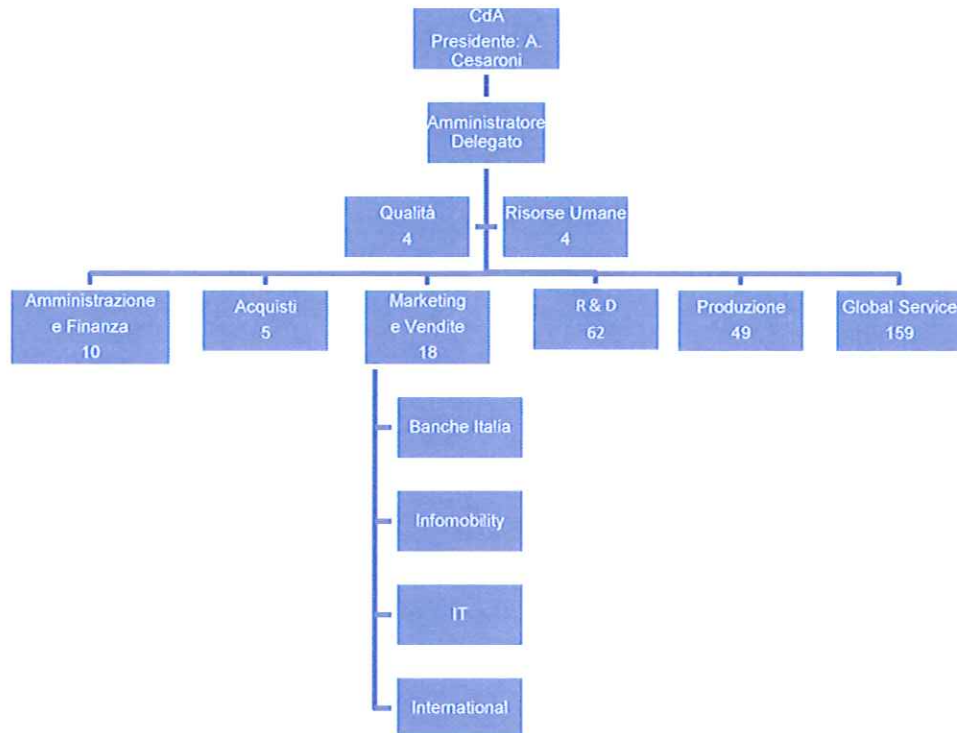 CdA
Presidente: A.
Cesaroni
Amministratore
Delegato
Qualità
4
Risorse Umane
4
Amministrazione
e Finanza
10
Acquisti
5
Marketing
e Vendite
18
R & D
62
Produzione
49
Global Service
159
Banche Italia
Infomobility
IT
International